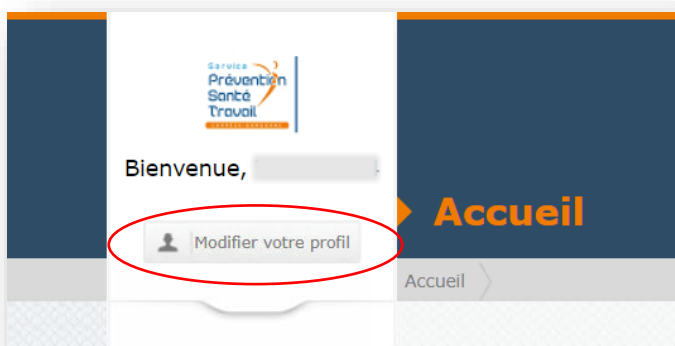 Service
Prévention
Santé
Travail
Bienvenue,
Accueil
Modifier votre profil
Accueil